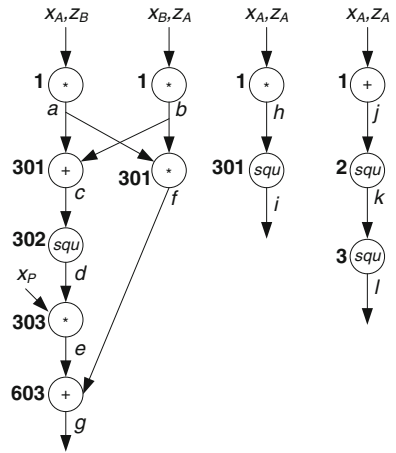 x_A,z_B x_B,z_A x_A,z_A x_A,z_A
1 * 1 * 1 * 1 +
a b h j
301 + 301 * 301 squ 2 squ
c f i k
302 squ 3 squ
x_P d l
303 *
e
603 +
g